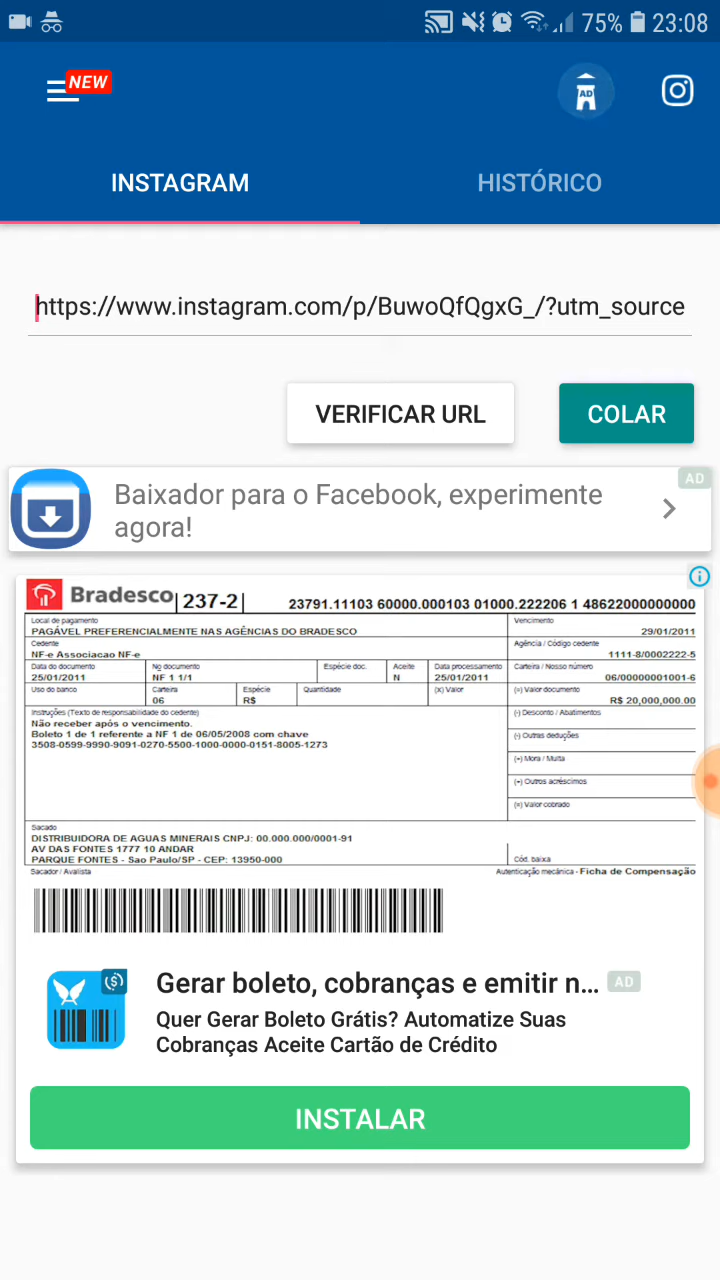 75% 23:08
NEW
AD
INSTAGRAM HISTÓRICO
https://www.instagram.com/p/BuwoQfQgxG_/?utm_source
VERIFICAR URL COLAR
Baixador para o Facebook, experimente AD
agora!
Bradesco 237-2 23791.11103 60000.000103 01000.222206 1 48622000000000
Local de pagamento Vencimento
PAGÁVEL PREFERENCIALMENTE NAS AGÊNCIAS DO BRADESCO 29/01/2011
Cedente Agência / Código cedente
NF-e Associacao NF-e 1111-8/0002222-5
Data do documento No documento Espécie doc. Aceite Data processamento Carteira / Nosso número
25/01/2011 NF 1 1/1 N 25/01/2011 06/00000001001-6
Uso do banco Carteira Espécie Quantidade (x) Valor (=) Valor documento
06 R$ R$ 20,000,000.00
Instruções (Texto de responsabilidade do cedente) (-) Desconto / Abatimentos
Não receber após o vencimento.
Boleto 1 de 1 referente a NF 1 de 06/05/2008 com chave (-) Outras deduções
3508-0599-9990-9091-0270-5500-1000-0000-0151-8005-1273
(+) Mora / Multa
(+) Outros acréscimos
(=) Valor cobrado
Sacado
DISTRIBUIDORA DE AGUAS MINERAIS CNPJ: 00.000.000/0001-91
AV DAS FONTES 1777 10 ANDAR
PARQUE FONTES - Sao Paulo/SP - CEP: 13950-000 Cód. baixa
Sacador / Avalista Autenticação mecânica - Ficha de Compensação
Gerar boleto, cobranças e emitir n... AD
Quer Gerar Boleto Grátis? Automatize Suas
Cobranças Aceite Cartão de Crédito
INSTALAR